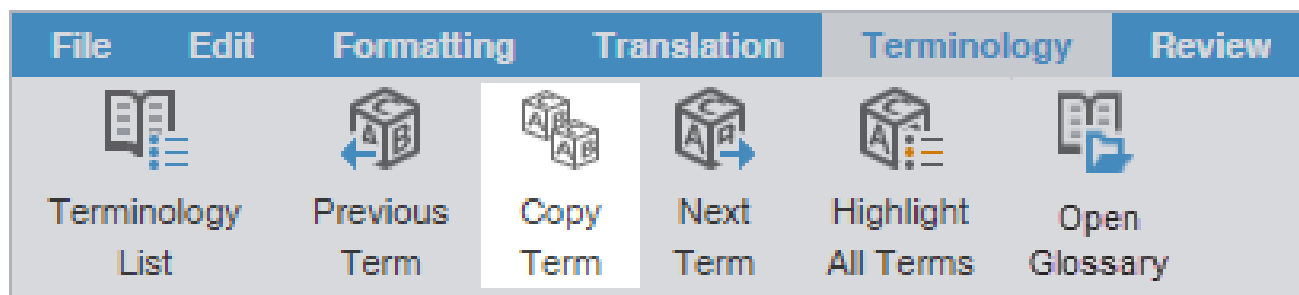 File Edit Formatting Translation Terminology Review
Terminology Previous Copy Next Highlight Open
List Term Term Term All Terms Glossary